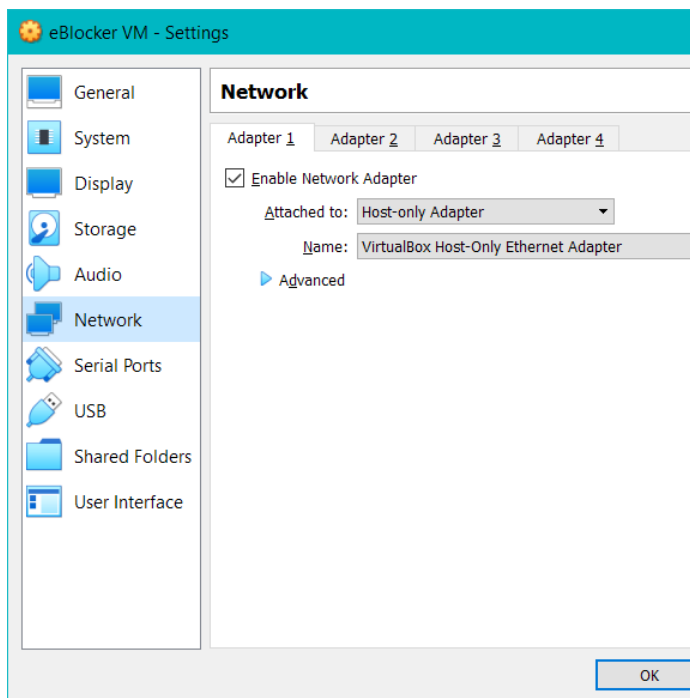 eBlocker VM - Settings
General
System
Display
Storage
Audio
Network
Serial Ports
USB
Shared Folders
User Interface
Network
Adapter 1 Adapter 2 Adapter 3 Adapter 4
Enable Network Adapter
Attached to: Host-only Adapter
Name: VirtualBox Host-Only Ethernet Adapter
Advanced
OK